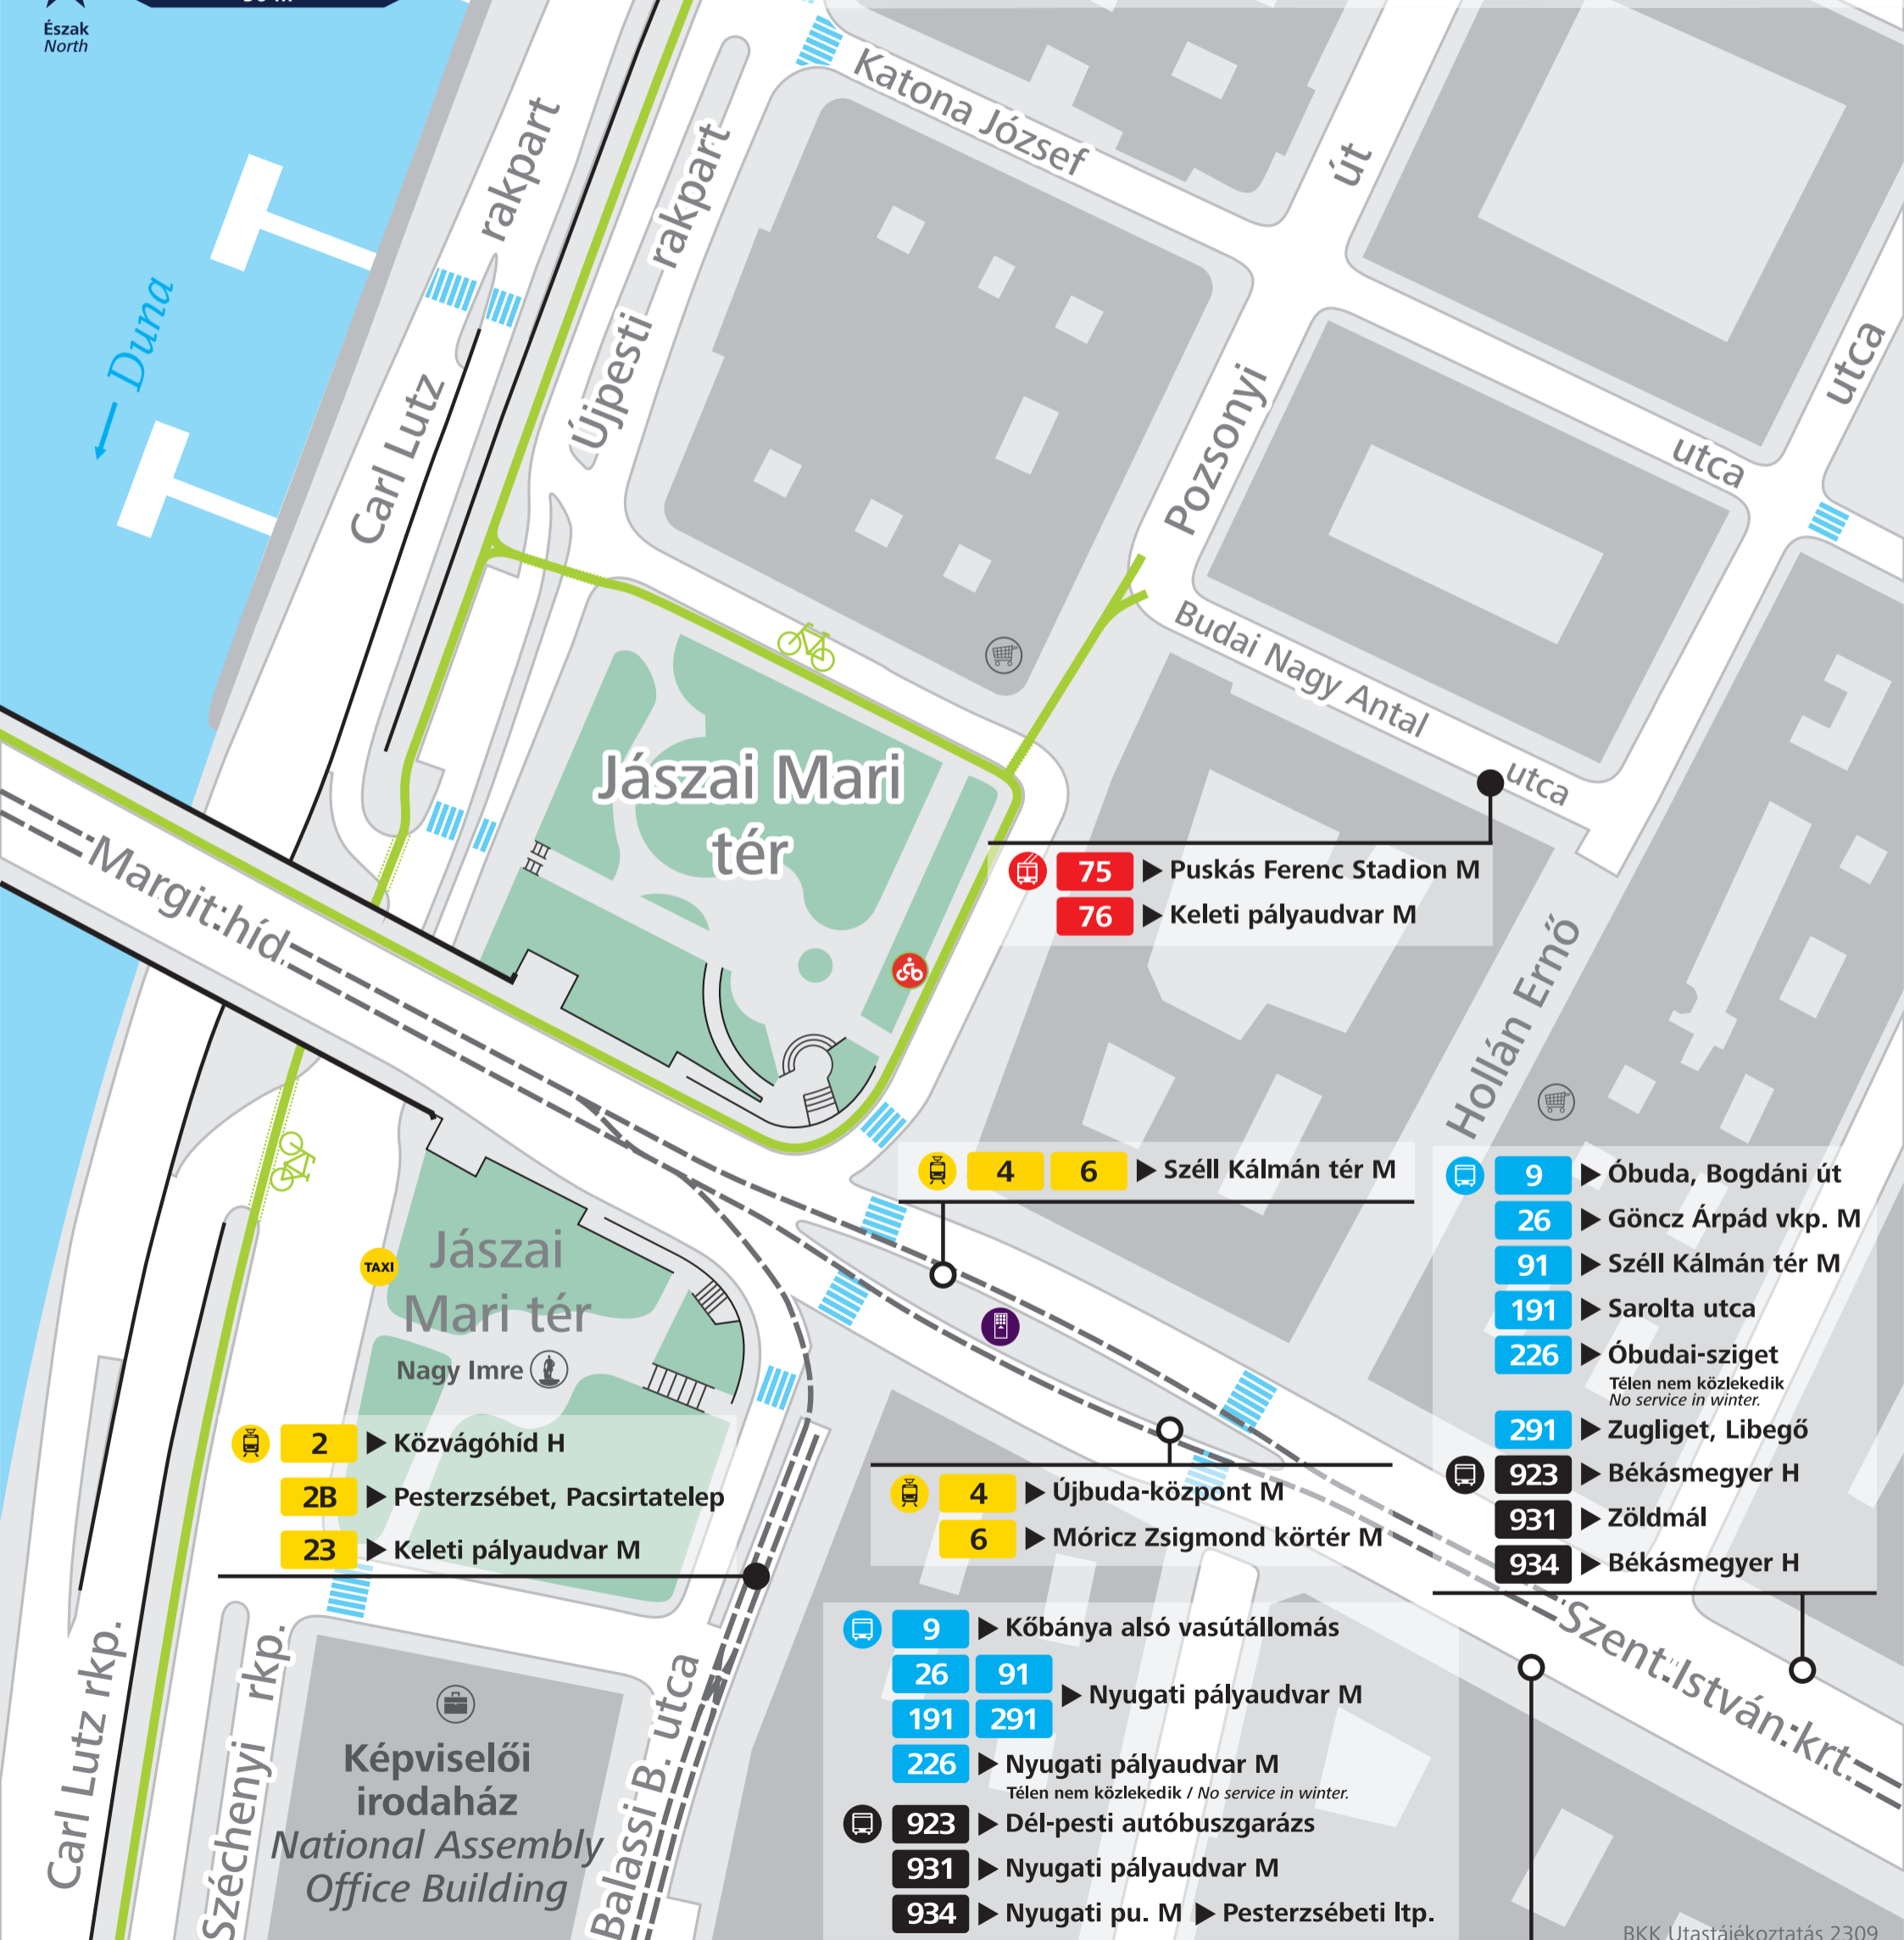 Észak
North
Katona József
utca
Pozsonyi
út
utca
Carl Lutz
rakpart
Újpesti
rakpart
← Duna
Budai Nagy Antal
utca
Jászai Mari
tér
75 ▶ Puskás Ferenc Stadion M
76 ▶ Keleti pályaudvar M
Margit híd
Hollán Ernő
4 6 ▶ Széll Kálmán tér M
9 ▶ Óbuda, Bogdáni út
26 ▶ Göncz Árpád vkp. M
91 ▶ Széll Kálmán tér M
191 ▶ Sarolta utca
226 ▶ Óbudai-sziget
Télen nem közlekedik
No service in winter.
291 ▶ Zugliget, Libegő
923 ▶ Békásmegyer H
931 ▶ Zöldmál
934 ▶ Békásmegyer H
TAXI
Jászai
Mari tér
Nagy Imre
2 ▶ Közvágóhíd H
2B ▶ Pesterzsébet, Pacsirtatelep
23 ▶ Keleti pályaudvar M
4 ▶ Újbuda-központ M
6 ▶ Móricz Zsigmond körtér M
9 ▶ Kőbánya alsó vasútállomás
26 91
191 291
▶ Nyugati pályaudvar M
226 ▶ Nyugati pályaudvar M
Télen nem közlekedik / No service in winter.
923 ▶ Dél-pesti autóbuszgarázs
931 ▶ Nyugati pályaudvar M
934 ▶ Nyugati pu. M ▶ Pesterzsébeti ltp.
Szent István krt.
Carl Lutz rkp.
Széchenyi rkp.
Képviselői
irodaház
National Assembly
Office Building
Balassi B. utca
BKK Utastájékoztatás 2309